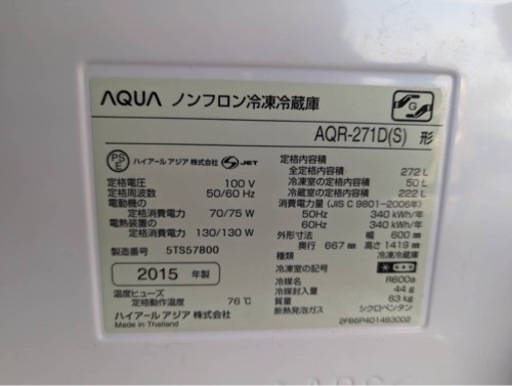 AQUA ノンフロン冷凍冷蔵庫
G
AQR-271D(S) 形
PS E ハイアール アジア 株式会社 S JET
定格電圧 100 V
定格周波数 50/60 Hz
電動機の
定格消費電力 70/75 W
電熱装置の
定格消費電力 130/130 W
製造番号 5TS57800
2015 年製
温度ヒューズ
定格動作温度 76℃
ハイアール アジア 株式会社
Made in Thailand
定格内容積
全定格内容積 272 L
冷凍室の定格内容積 50 L
冷蔵室の定格内容積 222 L
消費電力量 (JIS C 9801-2006年)
50Hz 340 kWh/年
60Hz 340 kWh/年
外形寸法 幅 600 mm
奥行 667 mm 高さ 1419 mm
種類 冷凍冷蔵庫
冷凍室の記号
冷媒名 R600a
冷媒封入量 44 g
質量 63 kg
断熱発泡ガス シクロペンタン
2FB6P401483002